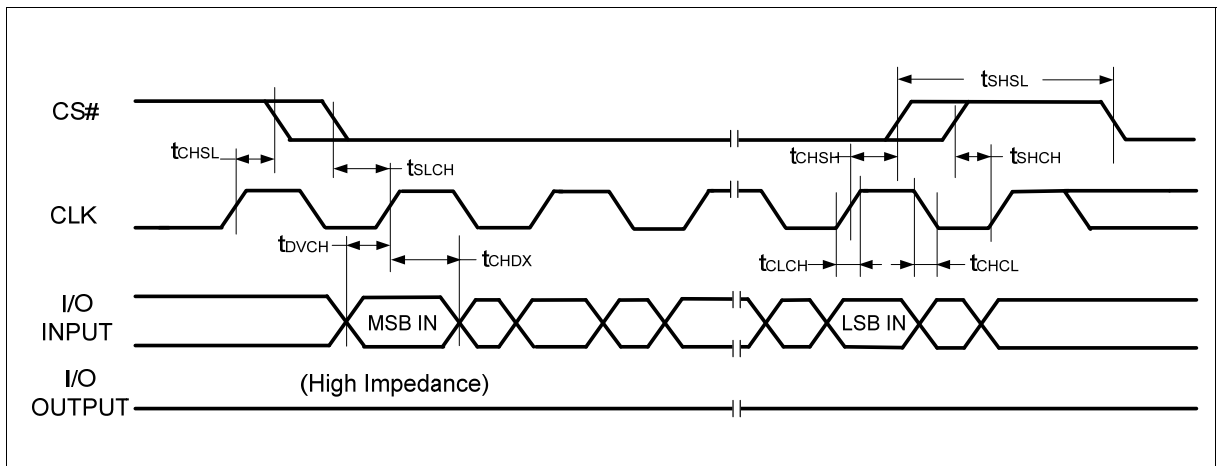 tSHSL
CS#
tCHSL
tSLCH
tCHSH
tSHCH
CLK
tDVCH
tCHDX
tCLCH
tCHCL
I/O
INPUT
MSB IN
LSB IN
I/O
OUTPUT
(High Impedance)